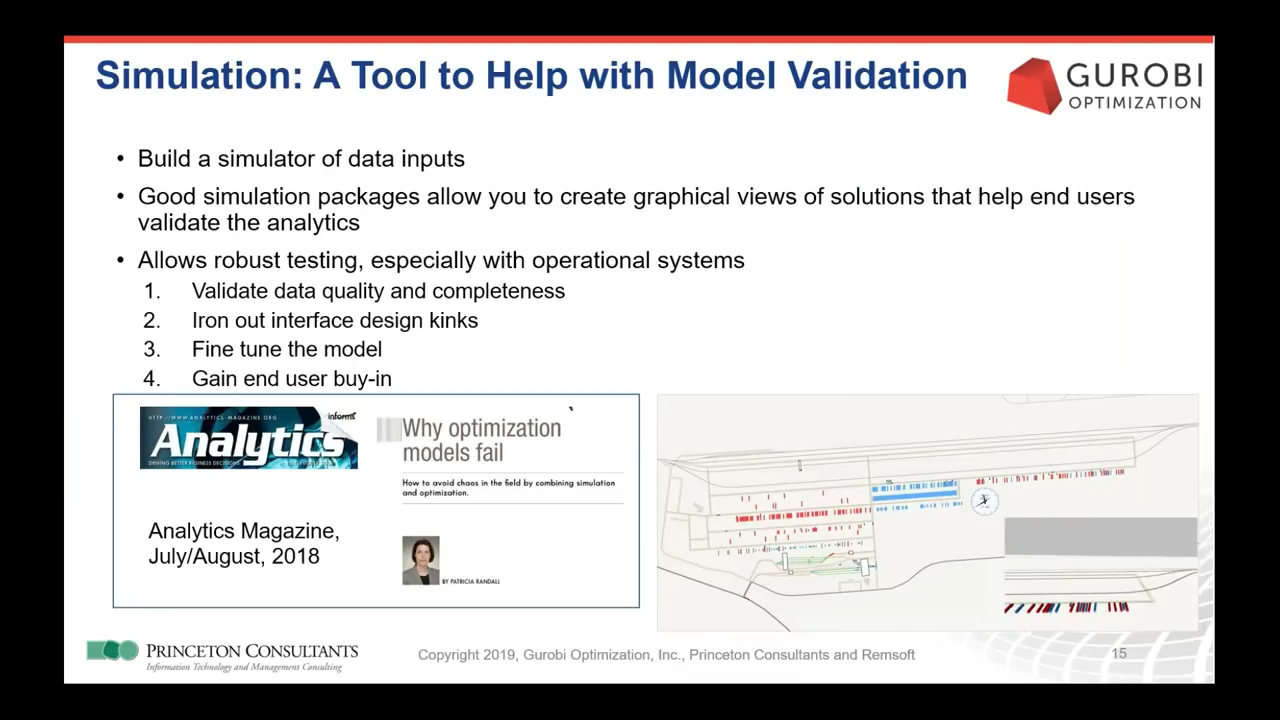 Simulation: A Tool to Help with Model Validation
GUROBI
OPTIMIZATION
• Build a simulator of data inputs
• Good simulation packages allow you to create graphical views of solutions that help end users
validate the analytics
• Allows robust testing, especially with operational systems
1. Validate data quality and completeness
2. Iron out interface design kinks
3. Fine tune the model
4. Gain end user buy-in
HTTP://WWW.ANALYTICS-MAGAZINE.ORG
informs
Analytics
DRIVING BETTER BUSINESS DECISIONS
Why optimization
models fail
How to avoid chaos in the field by combining simulation
and optimization.
Analytics Magazine,
July/August, 2018
BY PATRICIA RANDALL
PRINCETON CONSULTANTS
Information Technology and Management Consulting
Copyright 2019, Gurobi Optimization, Inc., Princeton Consultants and Remsoft
15